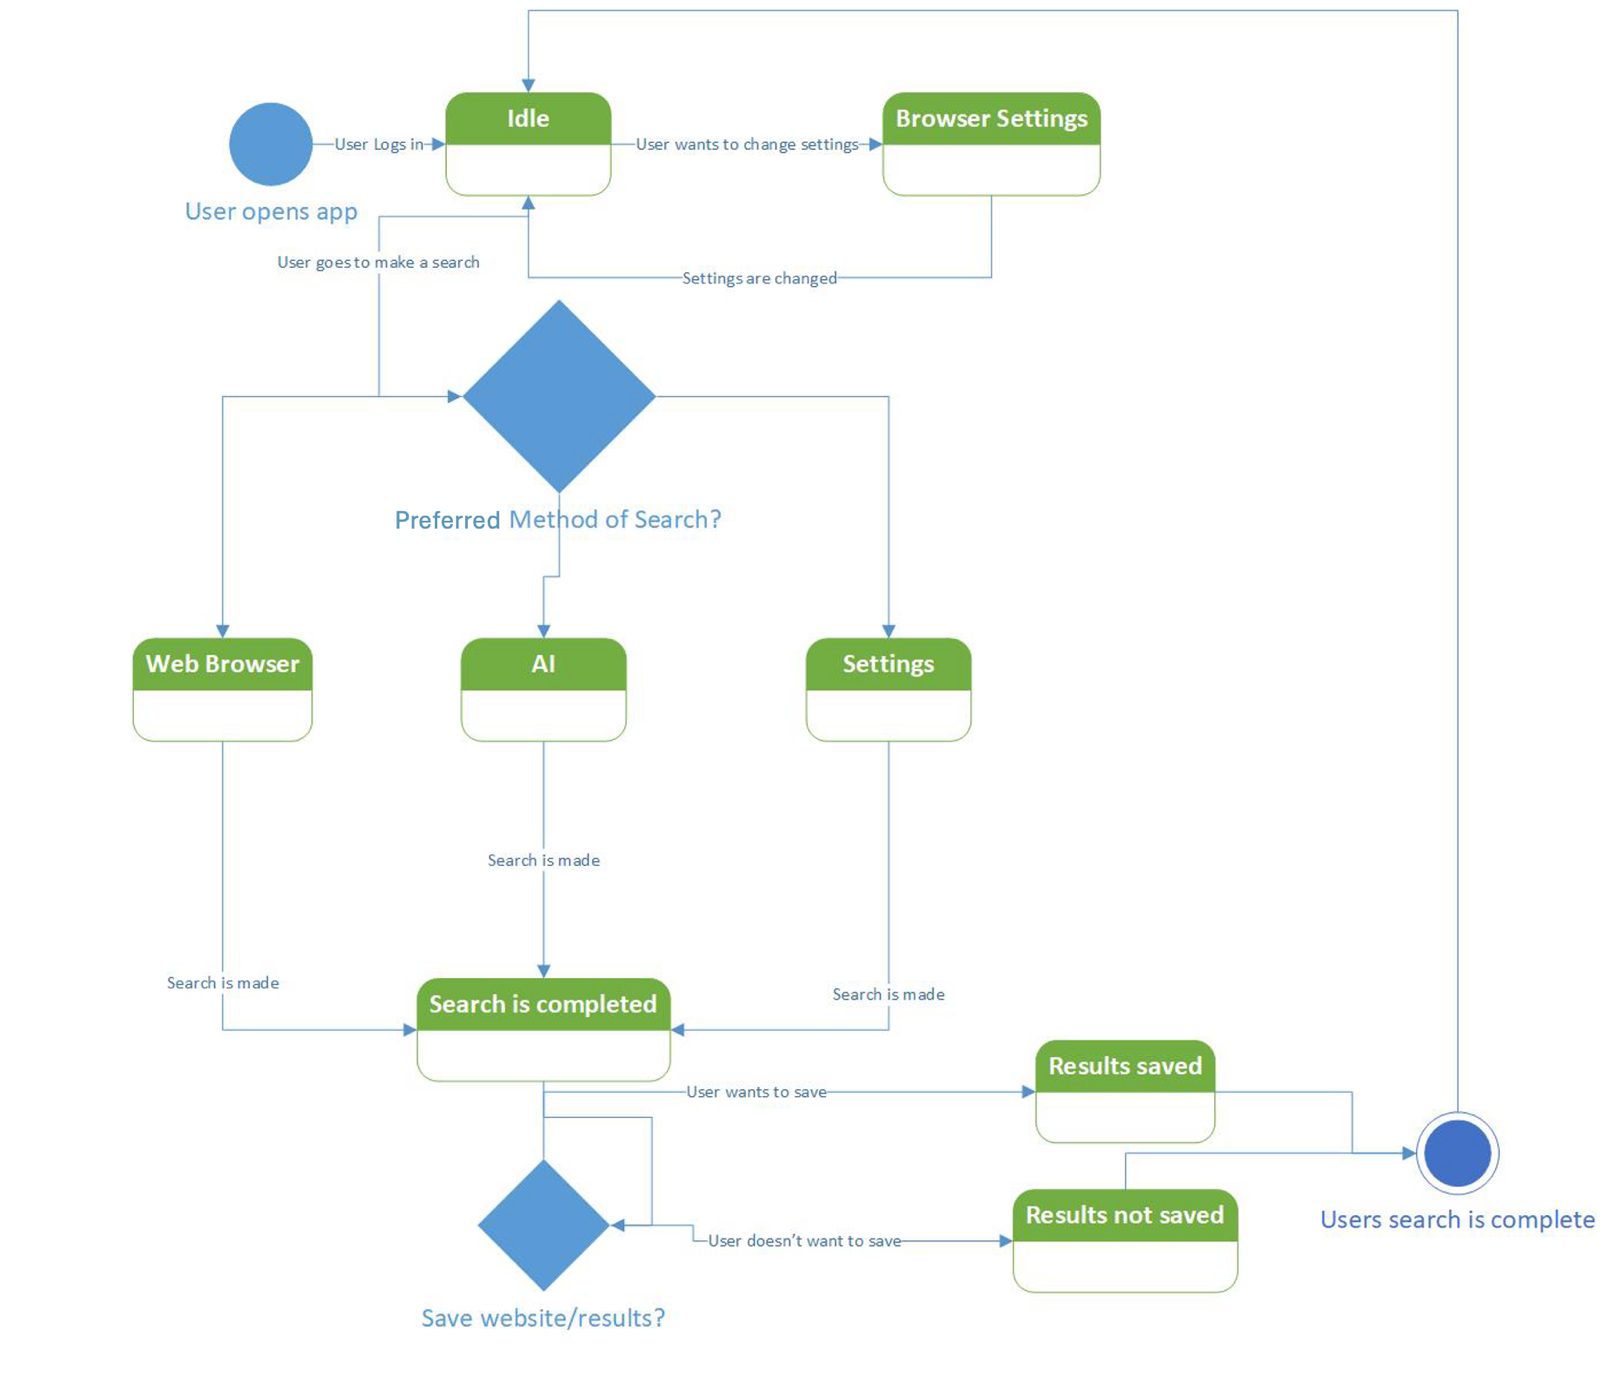 Idle
Browser Settings
User Logs in
User wants to change settings
User opens app
User goes to make a search
Settings are changed
Preferred Method of Search?
Web Browser
AI
Settings
Search is made
Search is made
Search is made
Search is completed
Results saved
User wants to save
Results not saved
Users search is complete
User doesn't want to save
Save website/results?